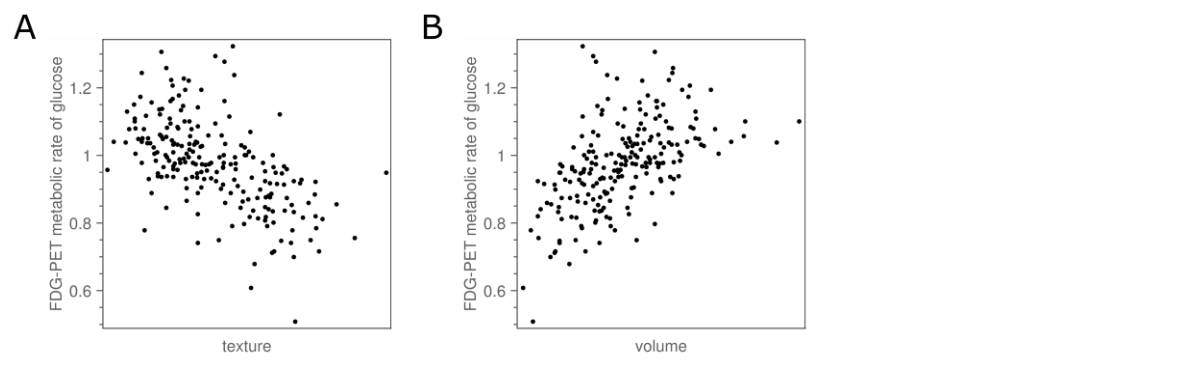 A
FDG-PET metabolic rate of glucose
1.2
1
0.8
0.6
texture
B
FDG-PET metabolic rate of glucose
1.2
1
0.8
0.6
volume